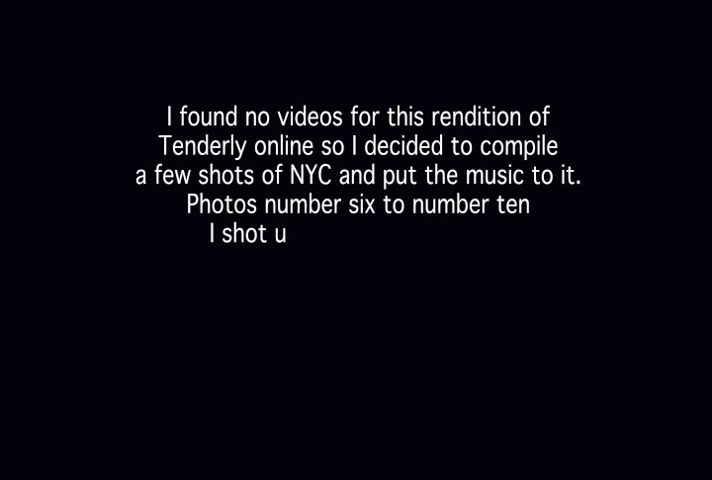 I found no videos for this rendition of
Tenderly online so I decided to compile
a few shots of NYC and put the music to it.
Photos number six to number ten
I shot u